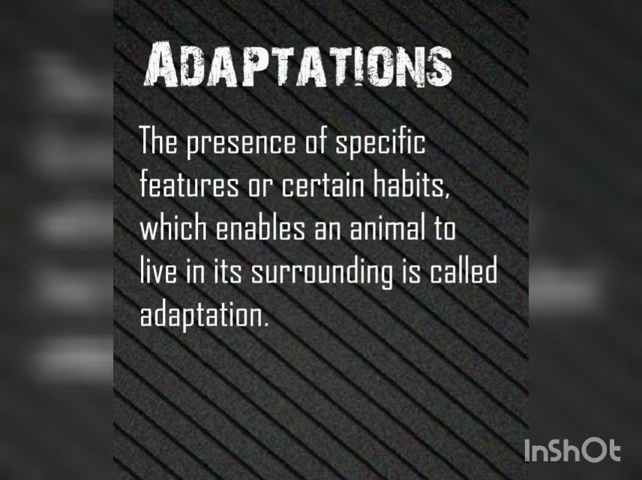 ADAPTATIONS
The presence of specific
features or certain habits,
which enables an animal to
live in its surrounding is called
adaptation.
InShOt